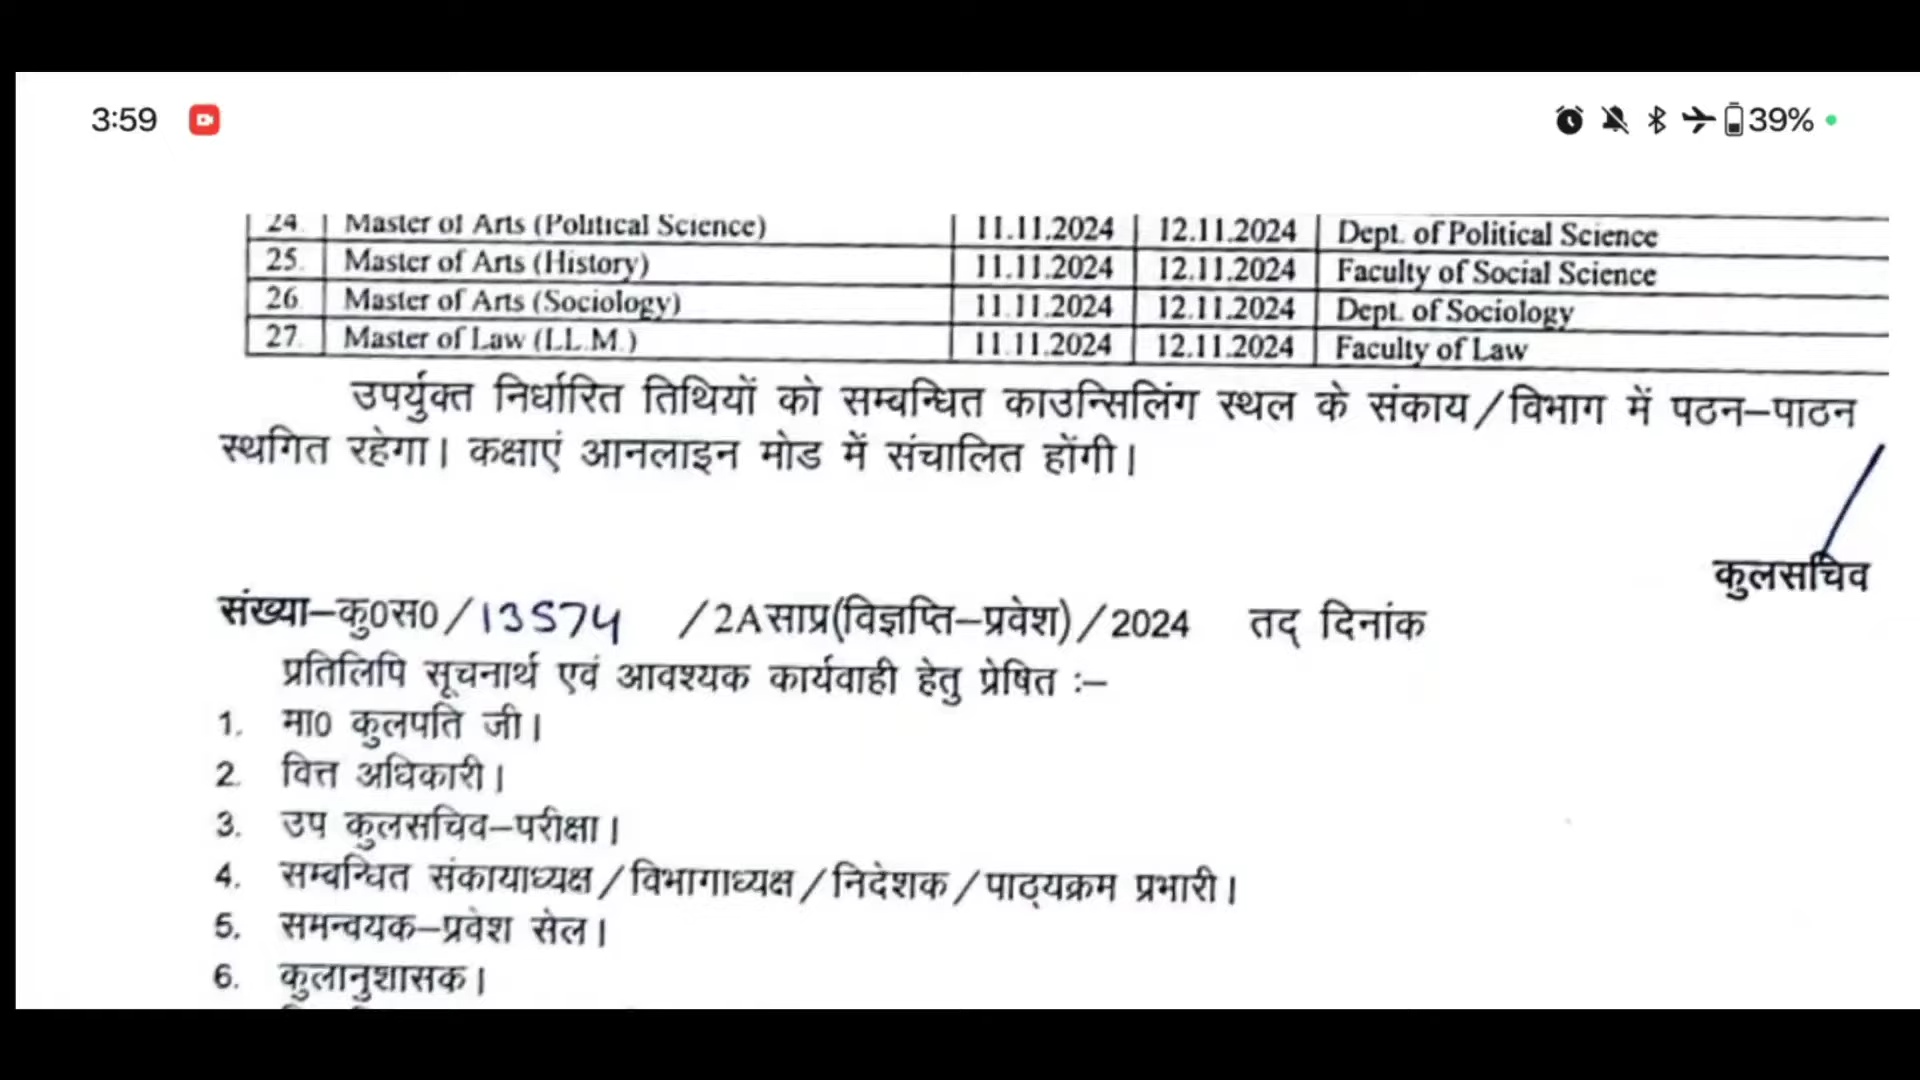 3:59 39%
24. Master of Arts (Political Science) 11.11.2024 12.11.2024 Dept. of Political Science
25. Master of Arts (History) 11.11.2024 12.11.2024 Faculty of Social Science
26. Master of Arts (Sociology) 11.11.2024 12.11.2024 Dept. of Sociology
27. Master of Law (LL.M.) 11.11.2024 12.11.2024 Faculty of Law
उपर्युक्त निर्धारित तिथियों को सम्बन्धित काउन्सिलिंग स्थल के संकाय/विभाग में पठन–पाठन
स्थगित रहेगा। कक्षाएं आनलाइन मोड में संचालित होंगी।
कुलसचिव
संख्या–कु0स0/13574 /2Aसाप्र(विज्ञप्ति–प्रवेश)/2024 तद् दिनांक
प्रतिलिपि सूचनार्थ एवं आवश्यक कार्यवाही हेतु प्रेषित :–
1. मा0 कुलपति जी।
2. वित्त अधिकारी।
3. उप कुलसचिव–परीक्षा।
4. सम्बन्धित संकायाध्यक्ष/विभागाध्यक्ष/निदेशक/पाठ्यक्रम प्रभारी।
5. समन्वयक–प्रवेश सेल।
6. कुलानुशासक।